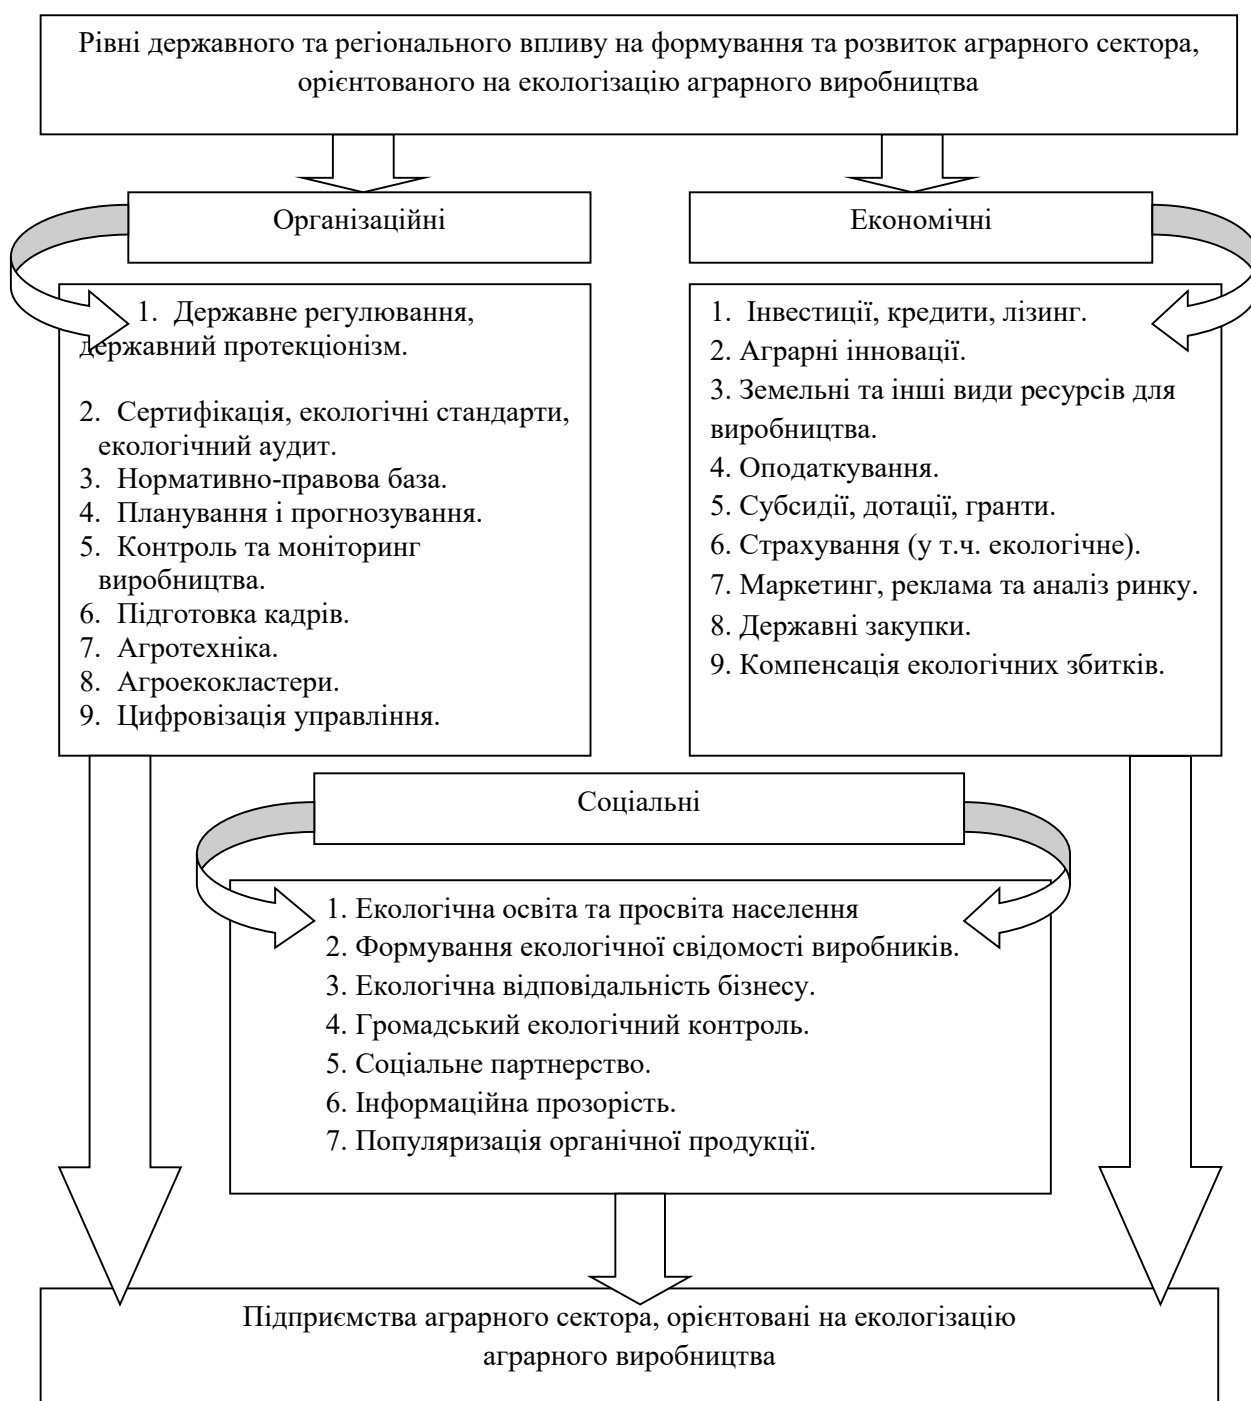 Рівні державного та регіонального впливу на формування та розвиток аграрного сектора,
орієнтованого на екологізацію аграрного виробництва
Організаційні
Економічні
1. Державне регулювання,
державний протекціонізм.
2. Сертифікація, екологічні стандарти,
екологічний аудит.
3. Нормативно-правова база.
4. Планування і прогнозування.
5. Контроль та моніторинг
виробництва.
6. Підготовка кадрів.
7. Агротехніка.
8. Агроекокластери.
9. Цифровізація управління.
1. Інвестиції, кредити, лізинг.
2. Аграрні інновації.
3. Земельні та інші види ресурсів для
виробництва.
4. Оподаткування.
5. Субсидії, дотації, гранти.
6. Страхування (у т.ч. екологічне).
7. Маркетинг, реклама та аналіз ринку.
8. Державні закупки.
9. Компенсація екологічних збитків.
Соціальні
1. Екологічна освіта та просвіта населення
2. Формування екологічної свідомості виробників.
3. Екологічна відповідальність бізнесу.
4. Громадський екологічний контроль.
5. Соціальне партнерство.
6. Інформаційна прозорість.
7. Популяризація органічної продукції.
Підприємства аграрного сектора, орієнтовані на екологізацію
аграрного виробництва